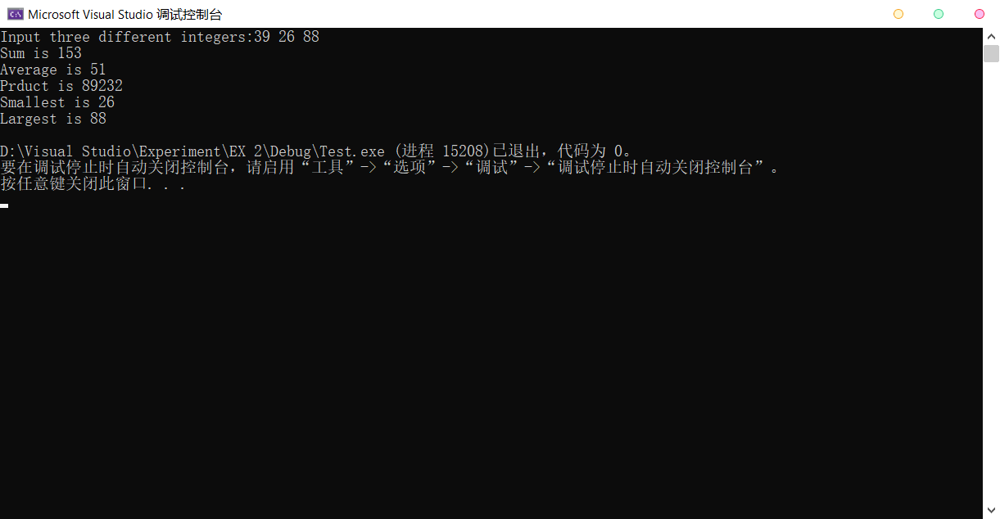 Microsoft Visual Studio 调试控制台
Input three different integers:39 26 88
Sum is 153
Average is 51
Prduct is 89232
Smallest is 26
Largest is 88
D:\Visual Studio\Experiment\EX 2\Debug\Test.exe (进程 15208)已退出，代码为 0。
要在调试停止时自动关闭控制台，请启用“工具”->“选项”->“调试”->“调试停止时自动关闭控制台”。
按任意键关闭此窗口. . .